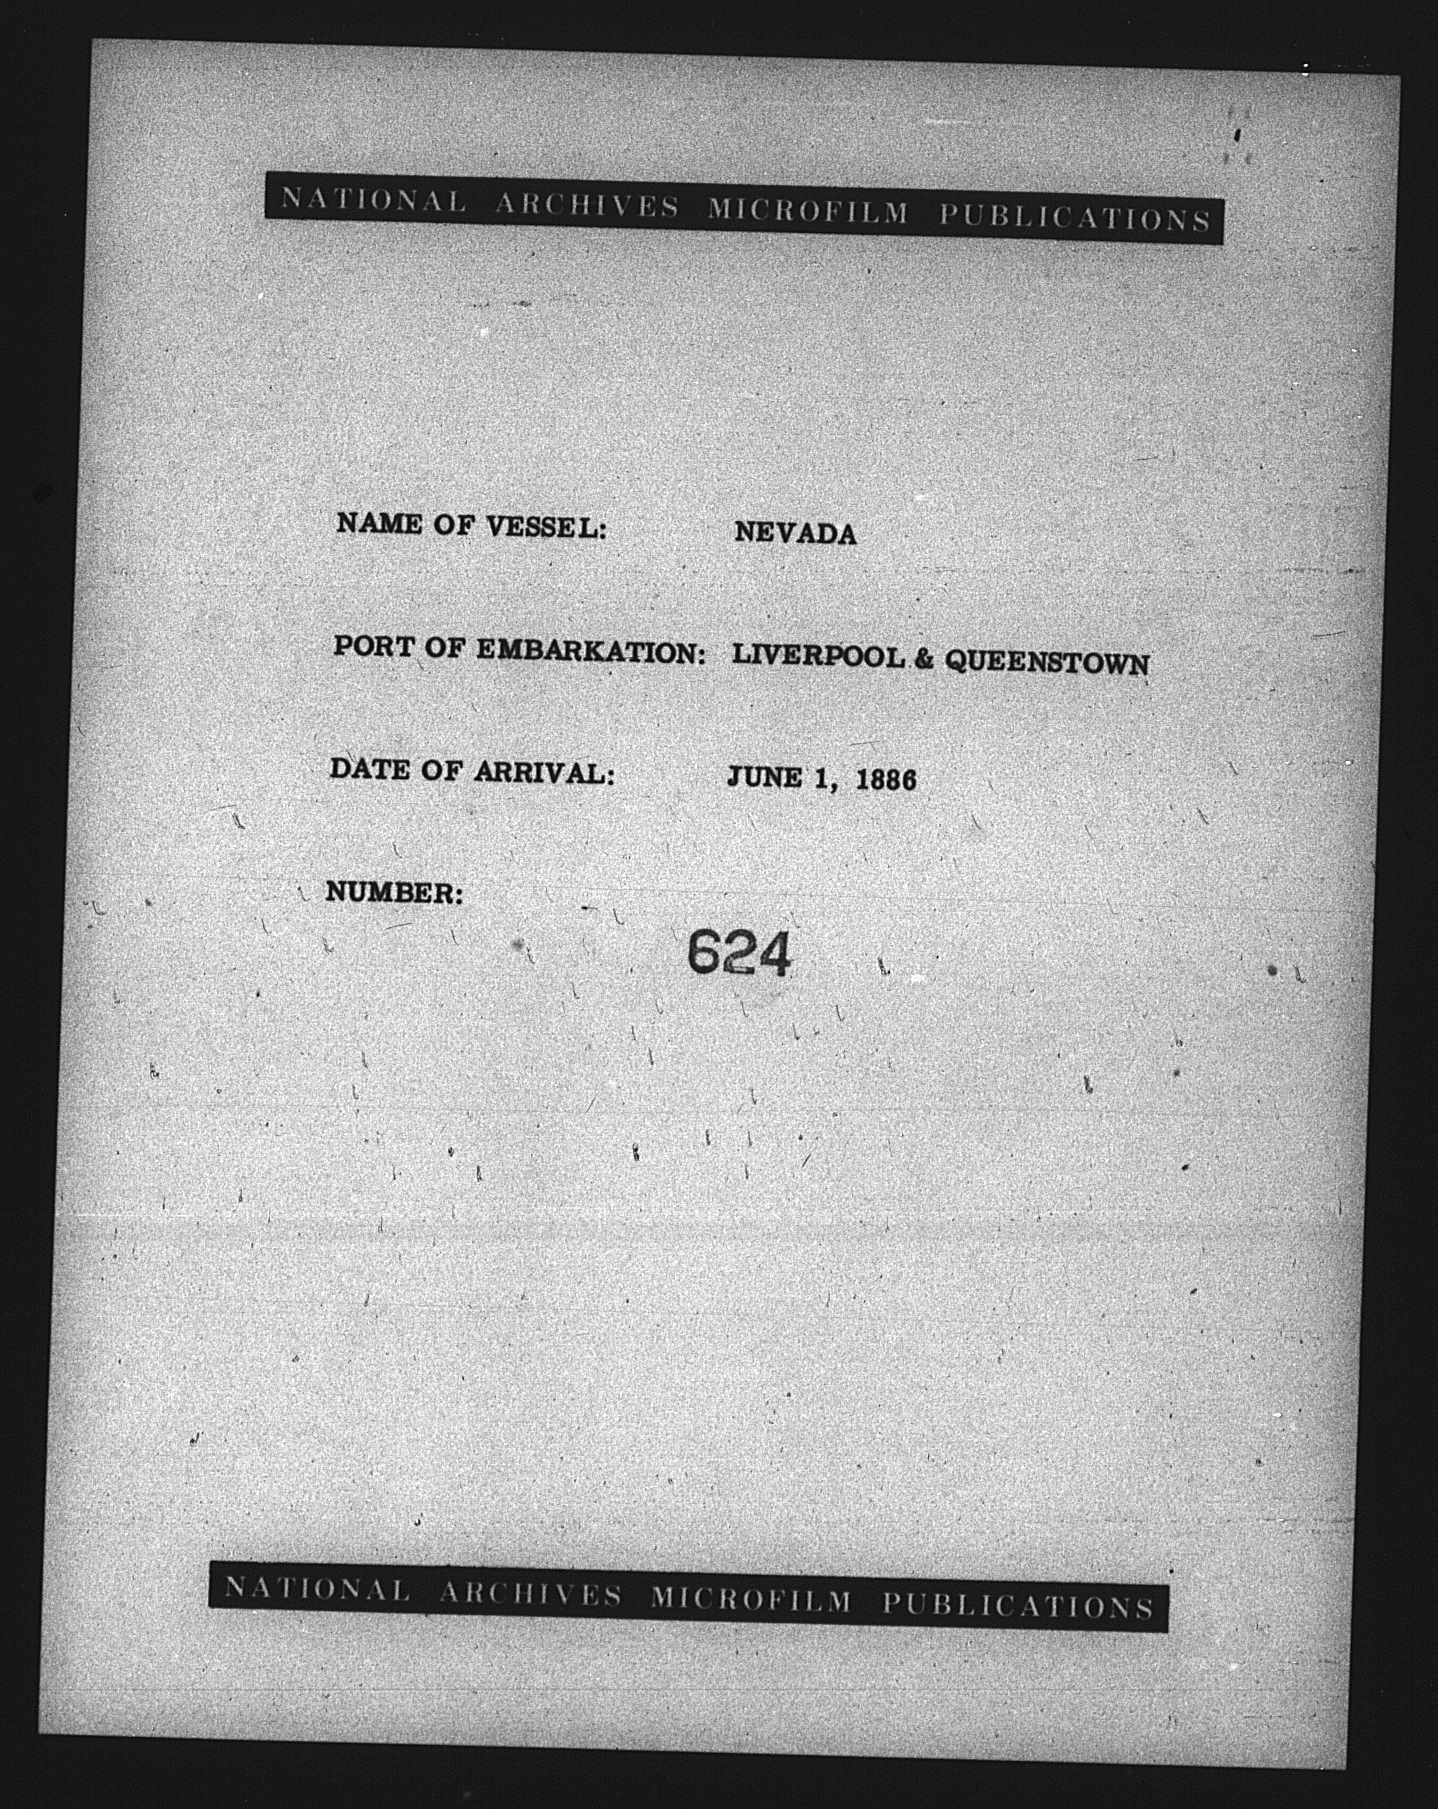 NATIONAL ARCHIVES MICROFILM PUBLICATIONS
NAME OF VESSEL: NEVADA
PORT OF EMBARKATION: LIVERPOOL & QUEENSTOWN
DATE OF ARRIVAL: JUNE 1, 1886
NUMBER:
624
NATIONAL ARCHIVES MICROFILM PUBLICATIONS